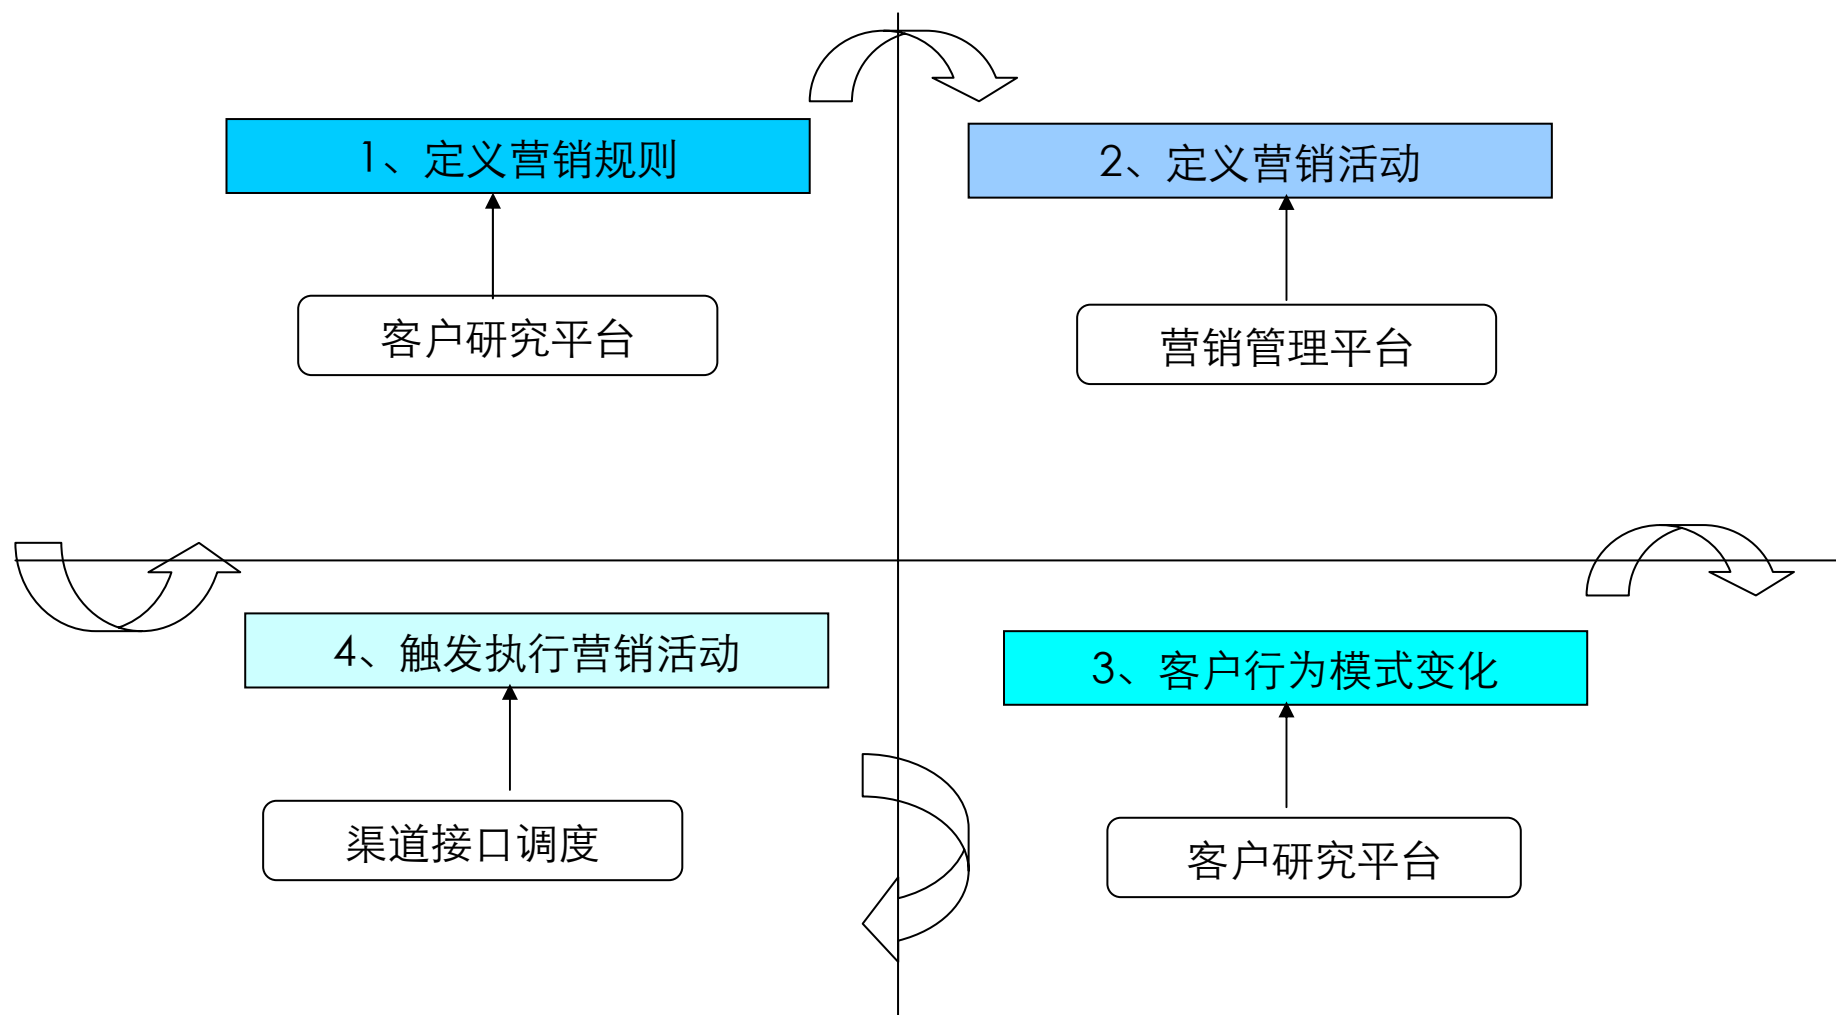 1、定义营销规则
2、定义营销活动
客户研究平台
营销管理平台
4、触发执行营销活动
3、客户行为模式变化
渠道接口调度
客户研究平台